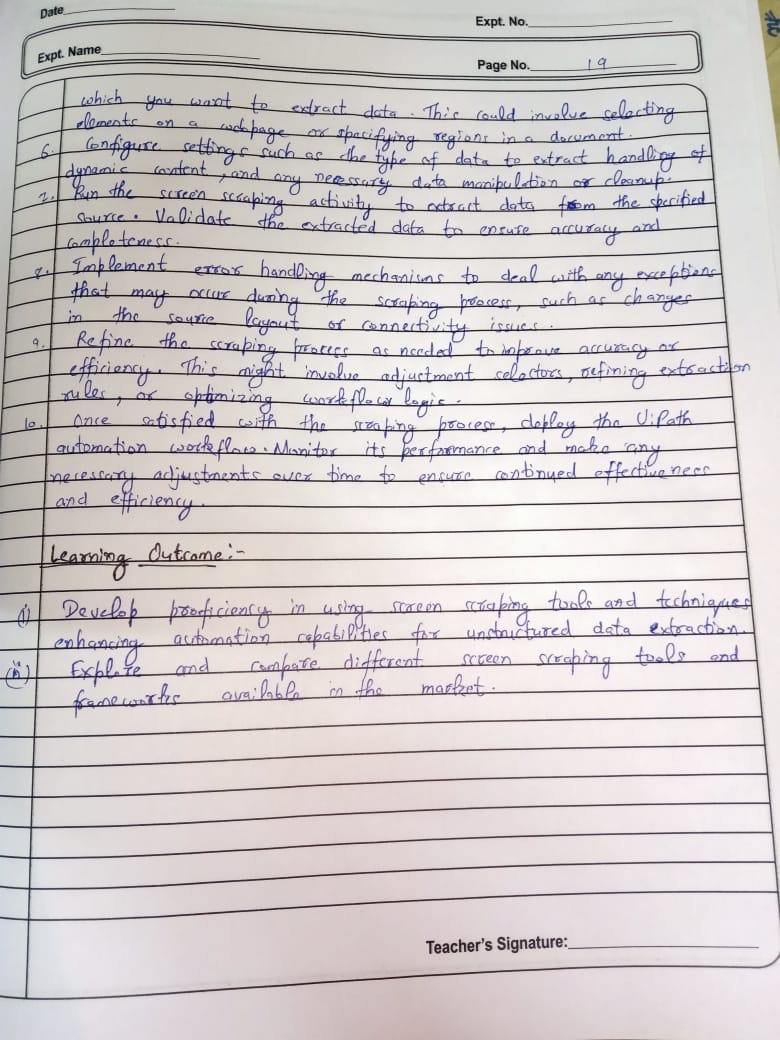 Date
Expt. No.
Expt. Name
Page No. 19
which you want to extract data. This could involve selecting
elements on a webpage or specifying regions in a document.
6. Configure settings such as the type of data to extract handling of
dynamic content, and any necessary data manipulation or cleanup.
7. Run the screen scraping activity to extract data from the specified
source. Validate the extracted data to ensure accuracy and
completeness.
8. Implement error handling mechanisms to deal with any exceptions
that may occur during the scraping process, such as changes
in the source layout or connectivity issues.
9. Refine the scraping process as needed to improve accuracy or
efficiency. This might involve adjustment selectors, refining extraction
rules, or optimizing workflow logic.
10. Once satisfied with the scraping process, deploy the UiPath
automation workflow. Monitor its performance and make any
necessary adjustments over time to ensure continued effectiveness
and efficiency.
Learning Outcome:-
(i) Develop proficiency in using screen scraping tools and techniques
enhancing automation capabilities for unstructured data extraction.
(ii) Explore and compare different screen scraping tools and
frameworks available in the market.
Teacher's Signature: